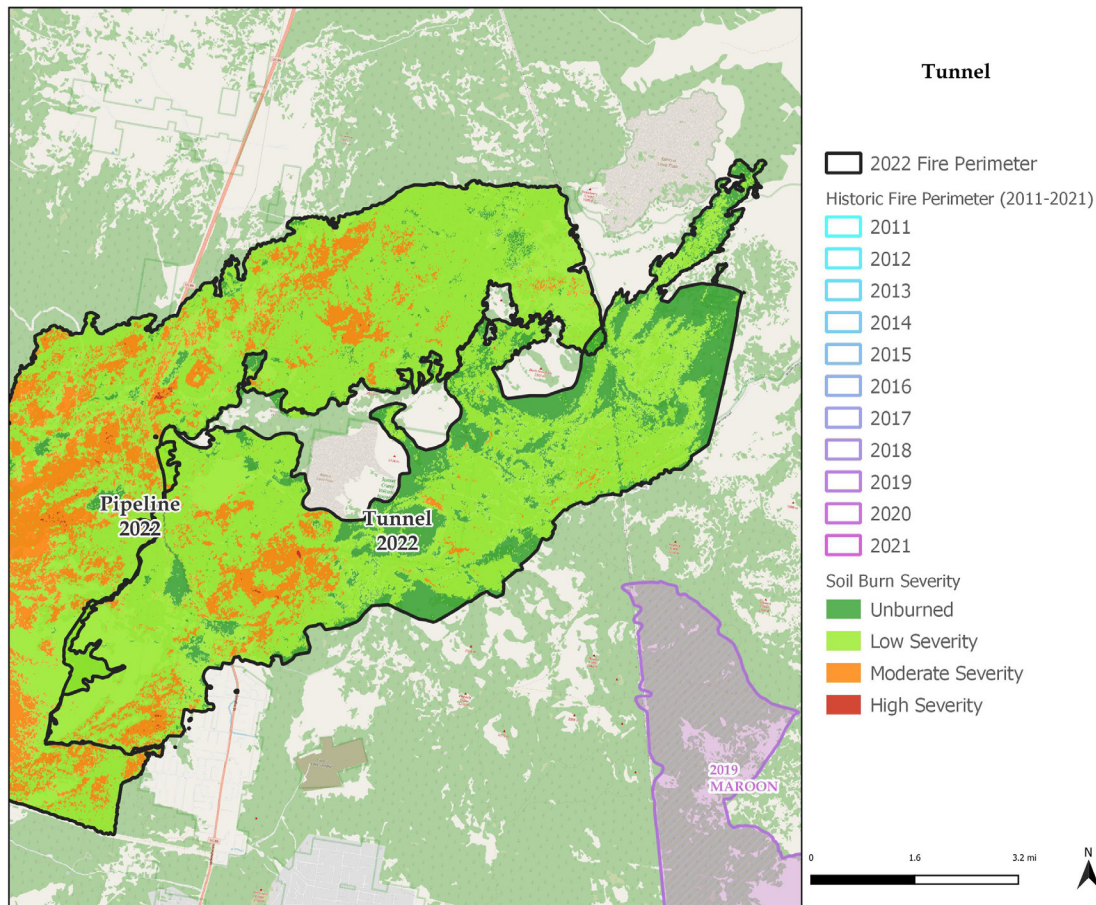 Tunnel
2022 Fire Perimeter
Historic Fire Perimeter (2011-2021)
2011
2012
2013
2014
2015
2016
2017
2018
2019
2020
2021
Soil Burn Severity
Unburned
Low Severity
Moderate Severity
High Severity
Pipeline
2022
Tunnel
2022
2019
MAROON
0
1.6
3.2 mi
N